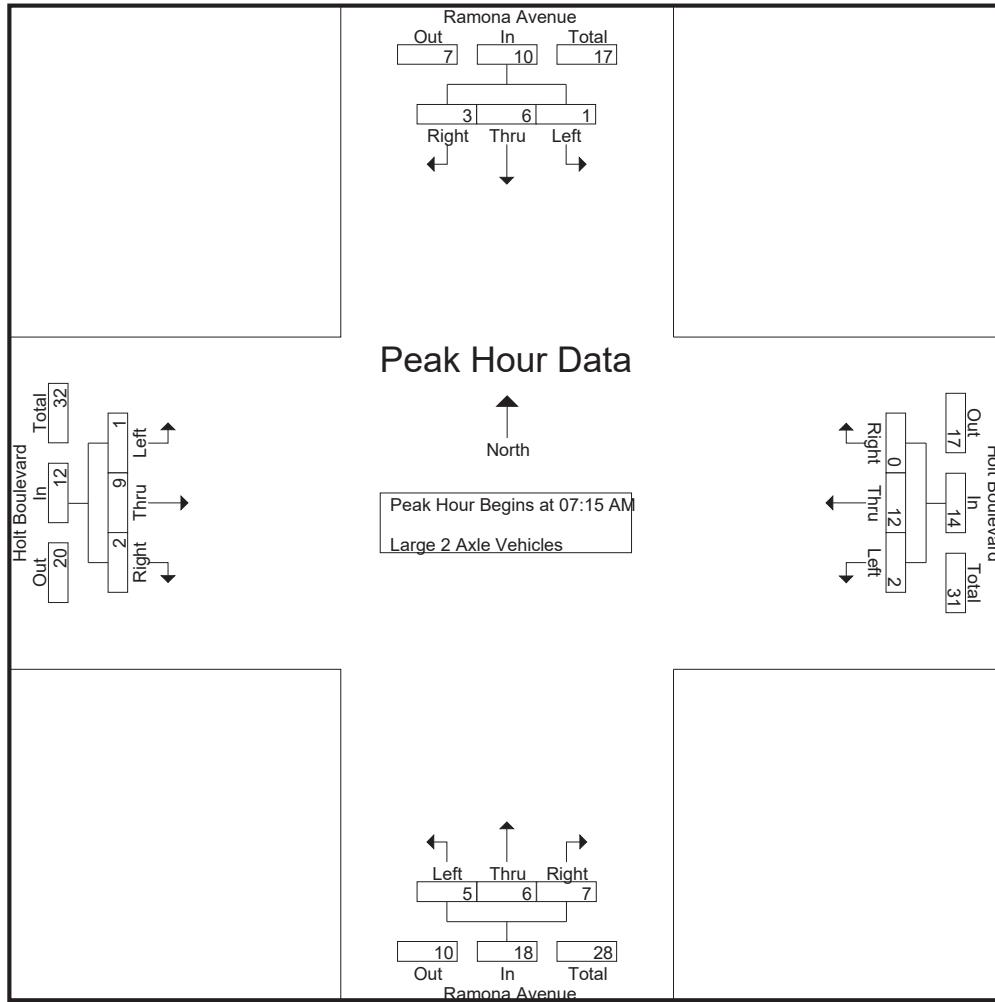 Ramona Avenue
Out In Total
7 10 17
3 6 1
Right Thru Left
Peak Hour Data
North
Peak Hour Begins at 07:15 AM
Large 2 Axle Vehicles
Holt Boulevard
Out In Total
20 12 32
Left Thru Right
1 9 2
Right Thru Left
0 12 2
Out In Total
17 14 31
Holt Boulevard
Left Thru Right
5 6 7
10 18 28
Out In Total
Ramona Avenue